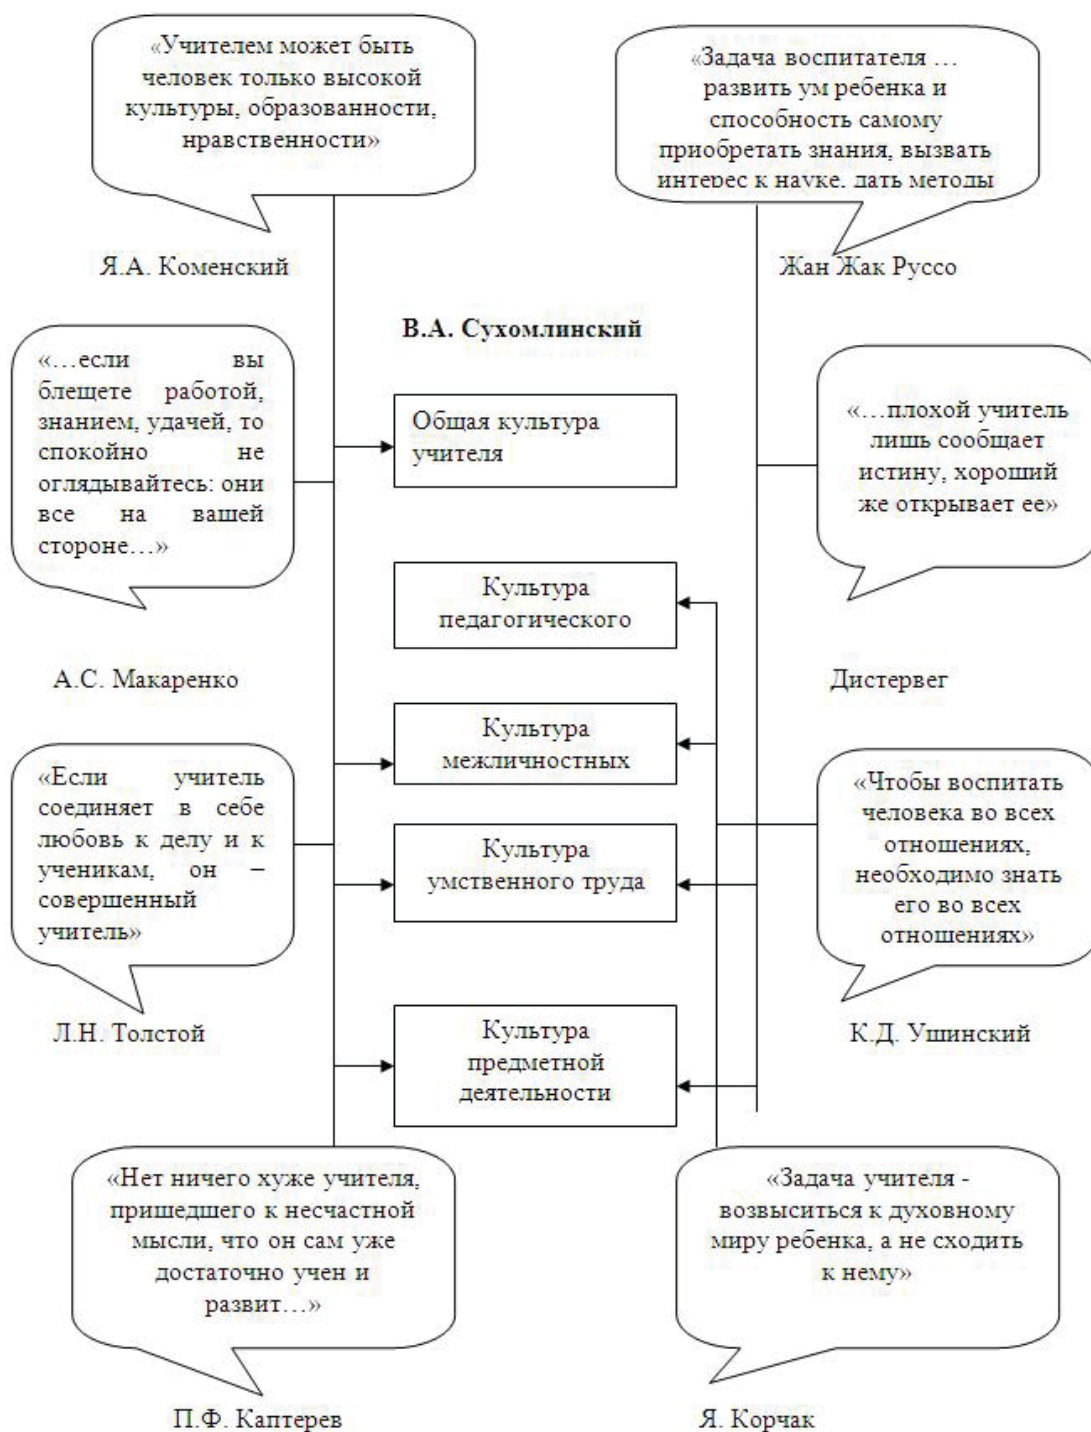 «Учителем может быть
человек только высокой
культуры, образованности,
нравственности»
«Задача воспитателя …
развить ум ребенка и
способность самому
приобретать знания, вызвать
интерес к науке, дать методы
Я.А. Коменский
Жан Жак Руссо
В.А. Сухомлинский
«…если вы
блещете работой,
знанием, удачей, то
спокойно не
оглядывайтесь: они
все на вашей
стороне…»
Общая культура
учителя
«…плохой учитель
лишь сообщает
истину, хороший
же открывает ее»
Культура
педагогического
А.С. Макаренко
Дистервег
Культура
межличностных
«Если учитель
соединяет в себе
любовь к делу и к
ученикам, он –
совершенный
учитель»
Культура
умственного труда
«Чтобы воспитать
человека во всех
отношениях,
необходимо знать
его во всех
отношениях»
Л.Н. Толстой
Культура
предметной
деятельности
К.Д. Ушинский
«Нет ничего хуже учителя,
пришедшего к несчастной
мысли, что он сам уже
достаточно учен и
развит…»
«Задача учителя -
возвыситься к духовному
миру ребенка, а не сходить
к нему»
П.Ф. Каптерев
Я. Корчак